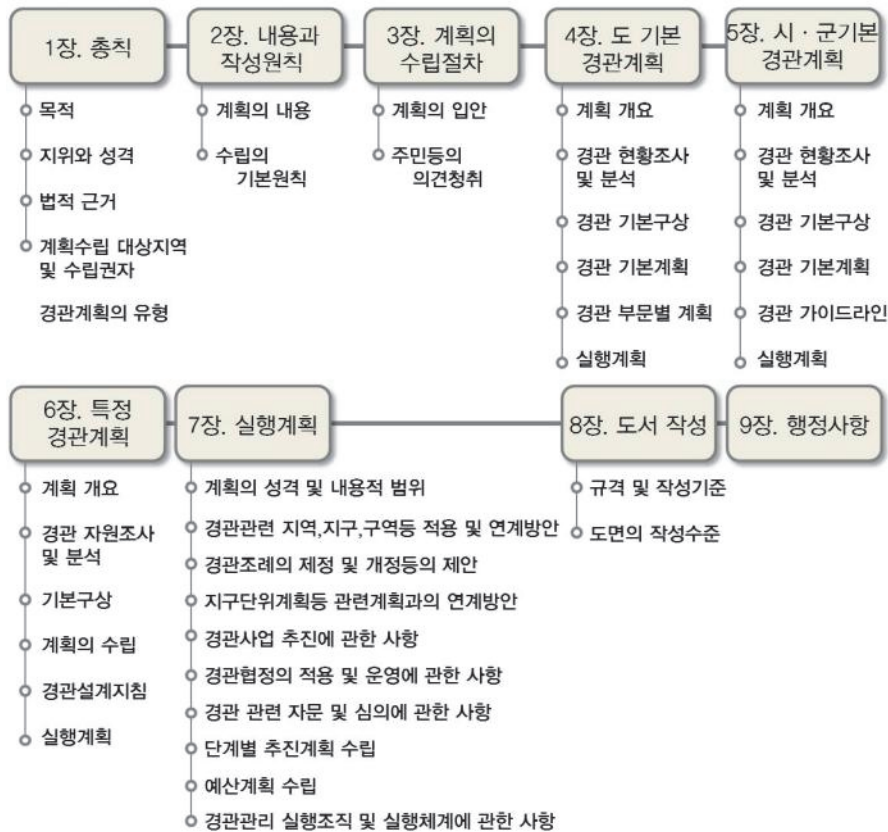 1장. 총칙
목적
지위와 성격
법적 근거
계획수립 대상지역
및 수립권자
경관계획의 유형
2장. 내용과
작성원칙
계획의 내용
수립의
기본원칙
3장. 계획의
수립절차
계획의 입안
주민등의
의견청취
4장. 도 기본
경관계획
계획 개요
경관 현황조사
및 분석
경관 기본구상
경관 기본계획
경관 부문별 계획
실행계획
5장. 시 · 군기본
경관계획
계획 개요
경관 현황조사
및 분석
경관 기본구상
경관 기본계획
경관 가이드라인
실행계획
6장. 특정
경관계획
계획 개요
경관 자원조사
및 분석
기본구상
계획의 수립
경관설계지침
실행계획
7장. 실행계획
계획의 성격 및 내용적 범위
경관관련 지역,지구,구역등 적용 및 연계방안
경관조례의 제정 및 개정등의 제안
지구단위계획등 관련계획과의 연계방안
경관사업 추진에 관한 사항
경관협정의 적용 및 운영에 관한 사항
경관 관련 자문 및 심의에 관한 사항
단계별 추진계획 수립
예산계획 수립
경관관리 실행조직 및 실행체계에 관한 사항
8장. 도서 작성
규격 및 작성기준
도면의 작성수준
9장. 행정사항